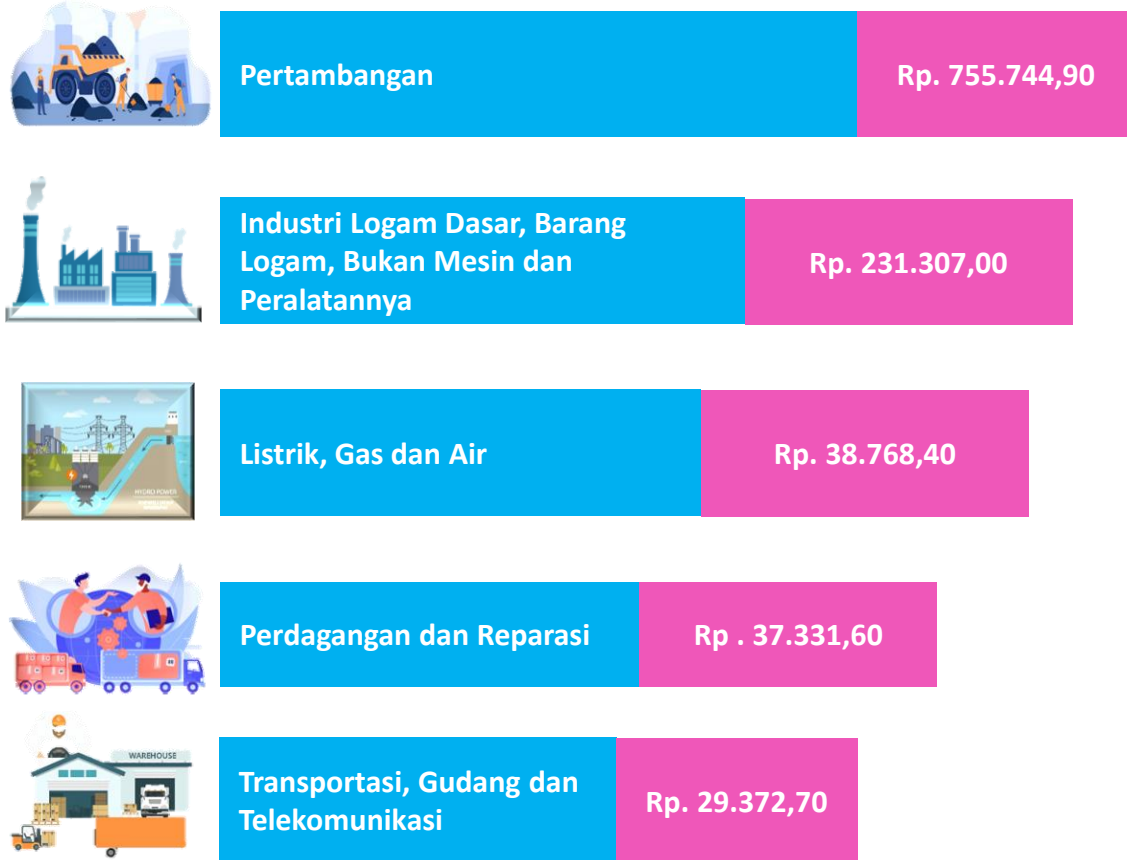 Pertambangan
Rp. 755.744,90
Industri Logam Dasar, Barang
Logam, Bukan Mesin dan
Peralatannya
Rp. 231.307,00
HYDRO POWER
Listrik, Gas dan Air
Rp. 38.768,40
Perdagangan dan Reparasi
Rp . 37.331,60
WAREHOUSE
Transportasi, Gudang dan
Telekomunikasi
Rp. 29.372,70